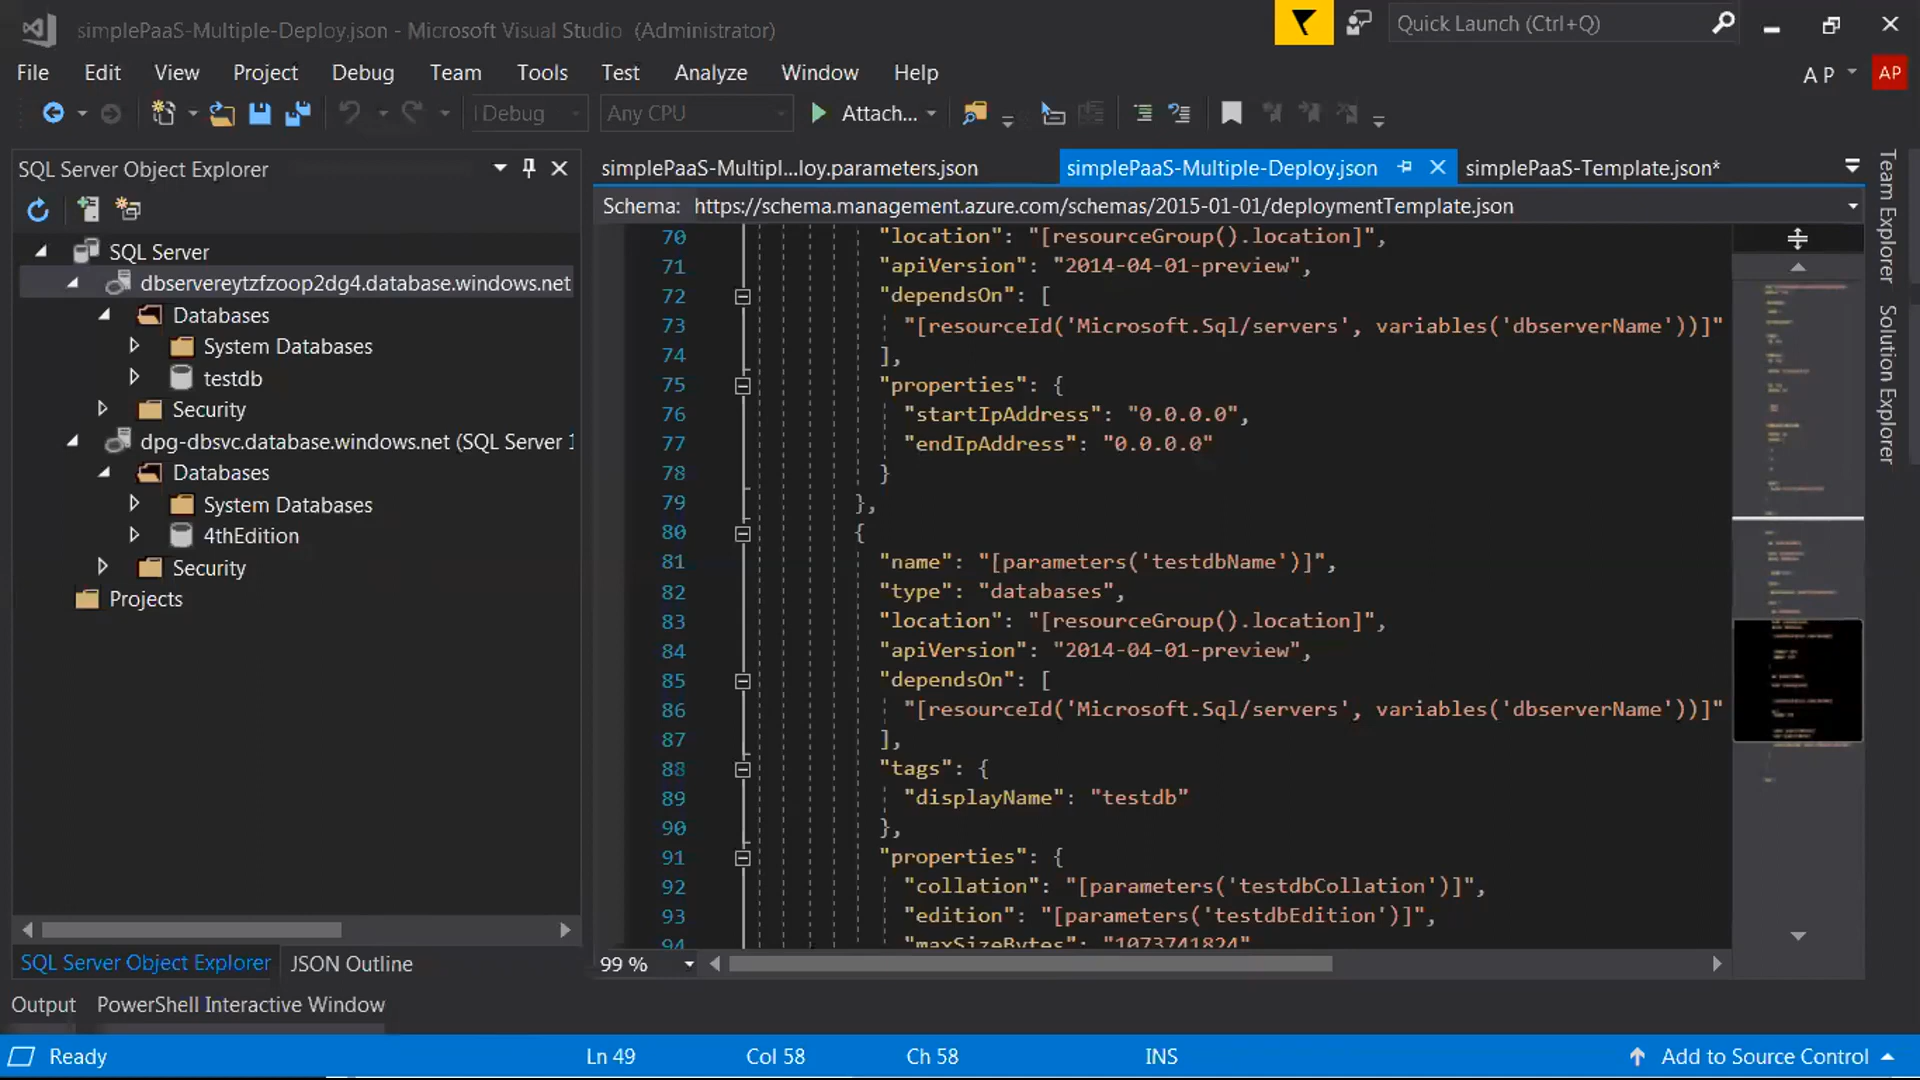 simplePaaS-Multiple-Deploy.json - Microsoft Visual Studio (Administrator)
Quick Launch (Ctrl+Q)
File Edit View Project Debug Team Tools Test Analyze Window Help
A P
AP
Debug
Any CPU
Attach...
SQL Server Object Explorer
SQL Server
dbservereytzfzoop2dg4.database.windows.net
Databases
System Databases
testdb
Security
dpg-dbsvc.database.windows.net (SQL Server 1
Databases
System Databases
4thEdition
Security
Projects
SQL Server Object Explorer
JSON Outline
simplePaaS-Multipl...loy.parameters.json
simplePaaS-Multiple-Deploy.json
simplePaaS-Template.json*
Schema: https://schema.management.azure.com/schemas/2015-01-01/deploymentTemplate.json
70 "location": "[resourceGroup().location]",
71 "apiVersion": "2014-04-01-preview",
72 "dependsOn": [
73 "[resourceId('Microsoft.Sql/servers', variables('dbserverName'))]"
74 ],
75 "properties": {
76 "startIpAddress": "0.0.0.0",
77 "endIpAddress": "0.0.0.0"
78 }
79 },
80 {
81 "name": "[parameters('testdbName')]",
82 "type": "databases",
83 "location": "[resourceGroup().location]",
84 "apiVersion": "2014-04-01-preview",
85 "dependsOn": [
86 "[resourceId('Microsoft.Sql/servers', variables('dbserverName'))]"
87 ],
88 "tags": {
89 "displayName": "testdb"
90 },
91 "properties": {
92 "collation": "[parameters('testdbCollation')]",
93 "edition": "[parameters('testdbEdition')]",
94 "maxSizeBytes": "1073741824"
99 %
Team Explorer
Solution Explorer
Output
PowerShell Interactive Window
Ready
Ln 49
Col 58
Ch 58
INS
Add to Source Control